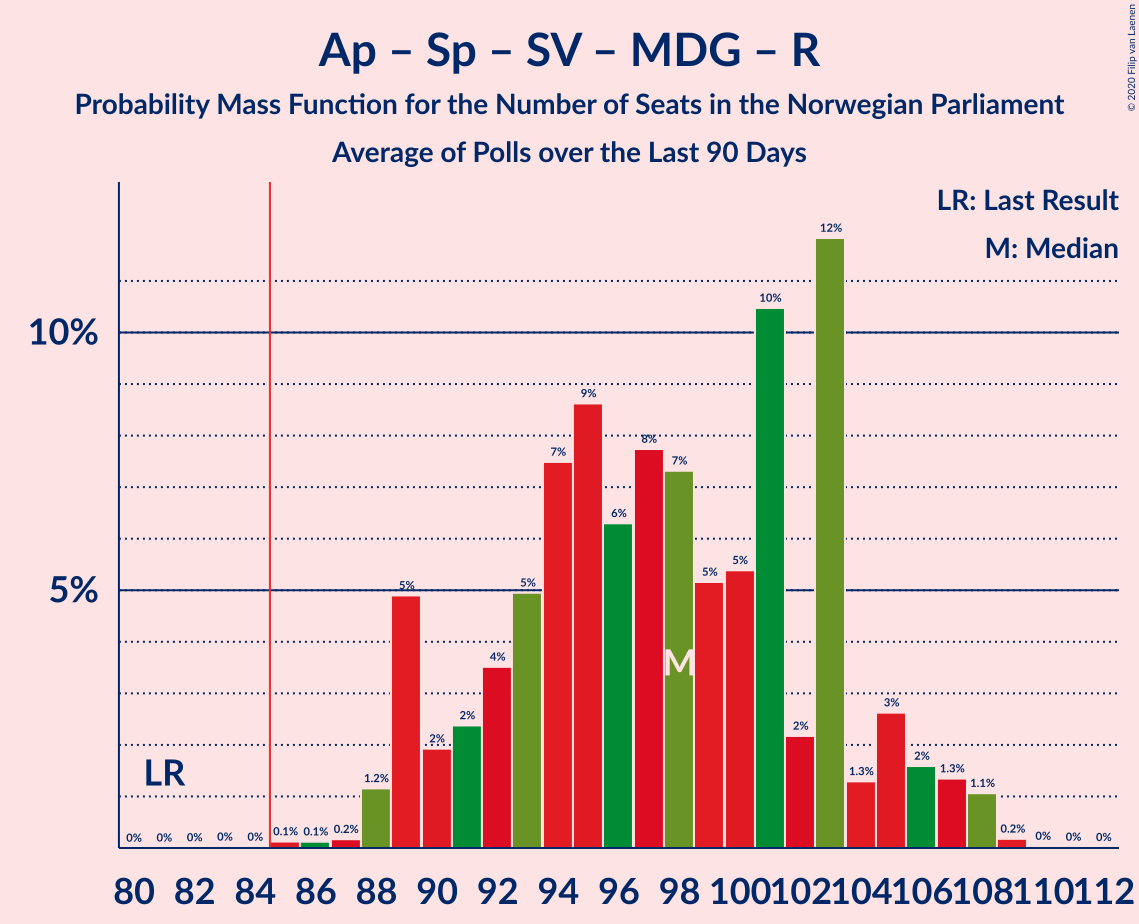 Ap – Sp – SV – MDG – R
Probability Mass Function for the Number of Seats in the Norwegian Parliament
Average of Polls over the Last 90 Days
© 2020 Filip van Laenen
LR: Last Result
M: Median
10%
5%
LR
M
0% 0% 0% 0% 0% 0.1% 0.1% 0.2% 1.2% 5% 2% 2% 4% 5% 7% 9% 6% 8% 7% 5% 5% 10% 2% 12% 1.3% 3% 2% 1.3% 1.1% 0.2% 0% 0% 0%
80 82 84 86 88 90 92 94 96 98 100 102 104 106 108 110 112